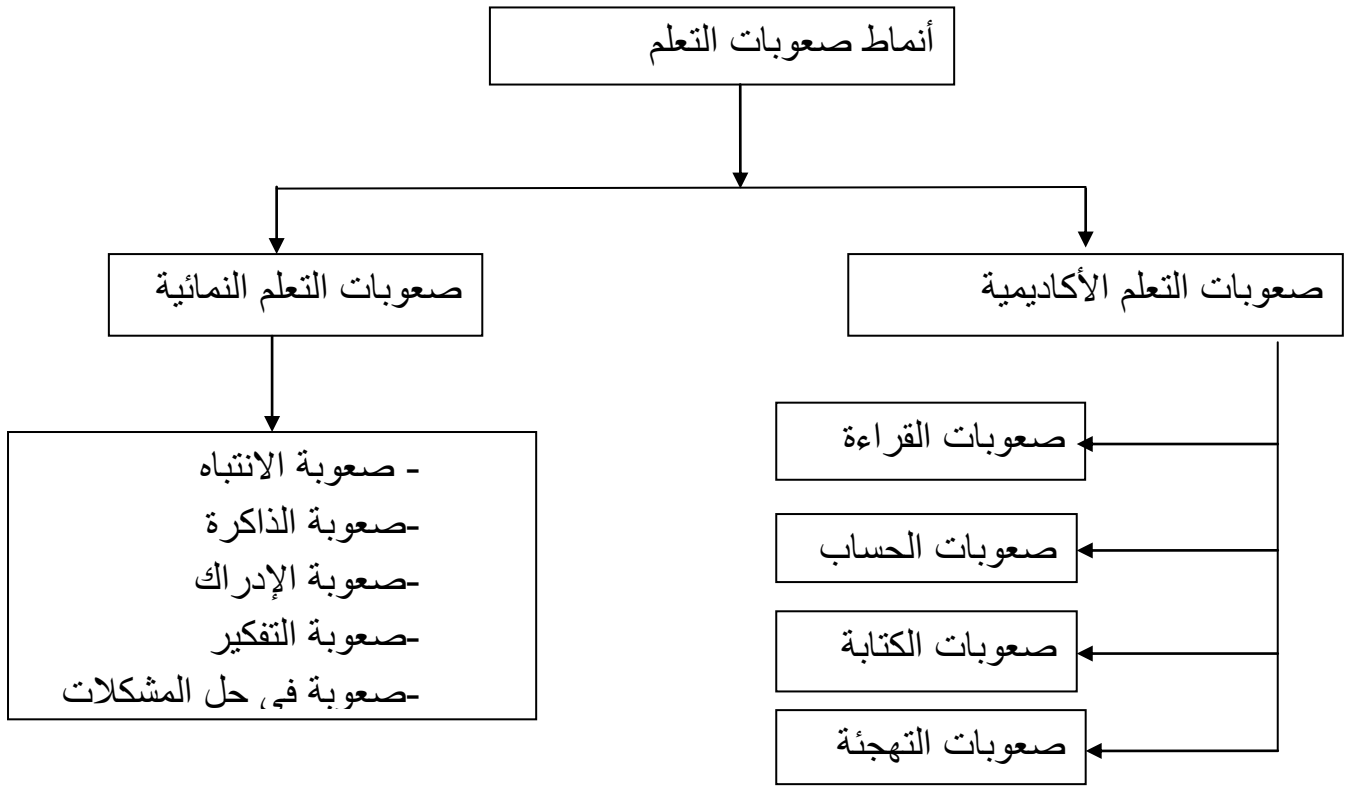 أنماط صعوبات التعلم
صعوبات التعلم الأكاديمية
صعوبات التعلم النمائية
صعوبات القراءة
صعوبات الحساب
صعوبات الكتابة
صعوبات التهجئة
- صعوبة الانتباه
-صعوبة الذاكرة
-صعوبة الإدراك
-صعوبة التفكير
-صعوبة في حل المشكلات